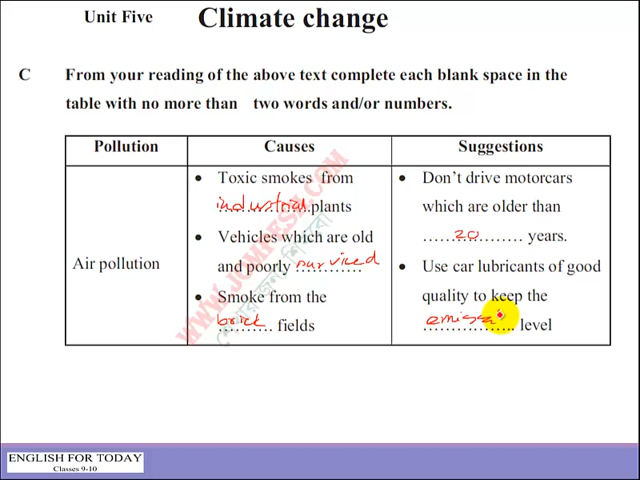 Unit Five
Climate change
C From your reading of the above text complete each blank space in the
table with no more than two words and/or numbers.
Pollution Causes Suggestions
Air pollution
• Toxic smokes from
industrial plants
• Vehicles which are old
and poorly surviced
• Smoke from the
brick fields
• Don't drive motorcars
which are older than
20 years.
• Use car lubricants of good
quality to keep the
emissi level
ENGLISH FOR TODAY
Classes 9-10